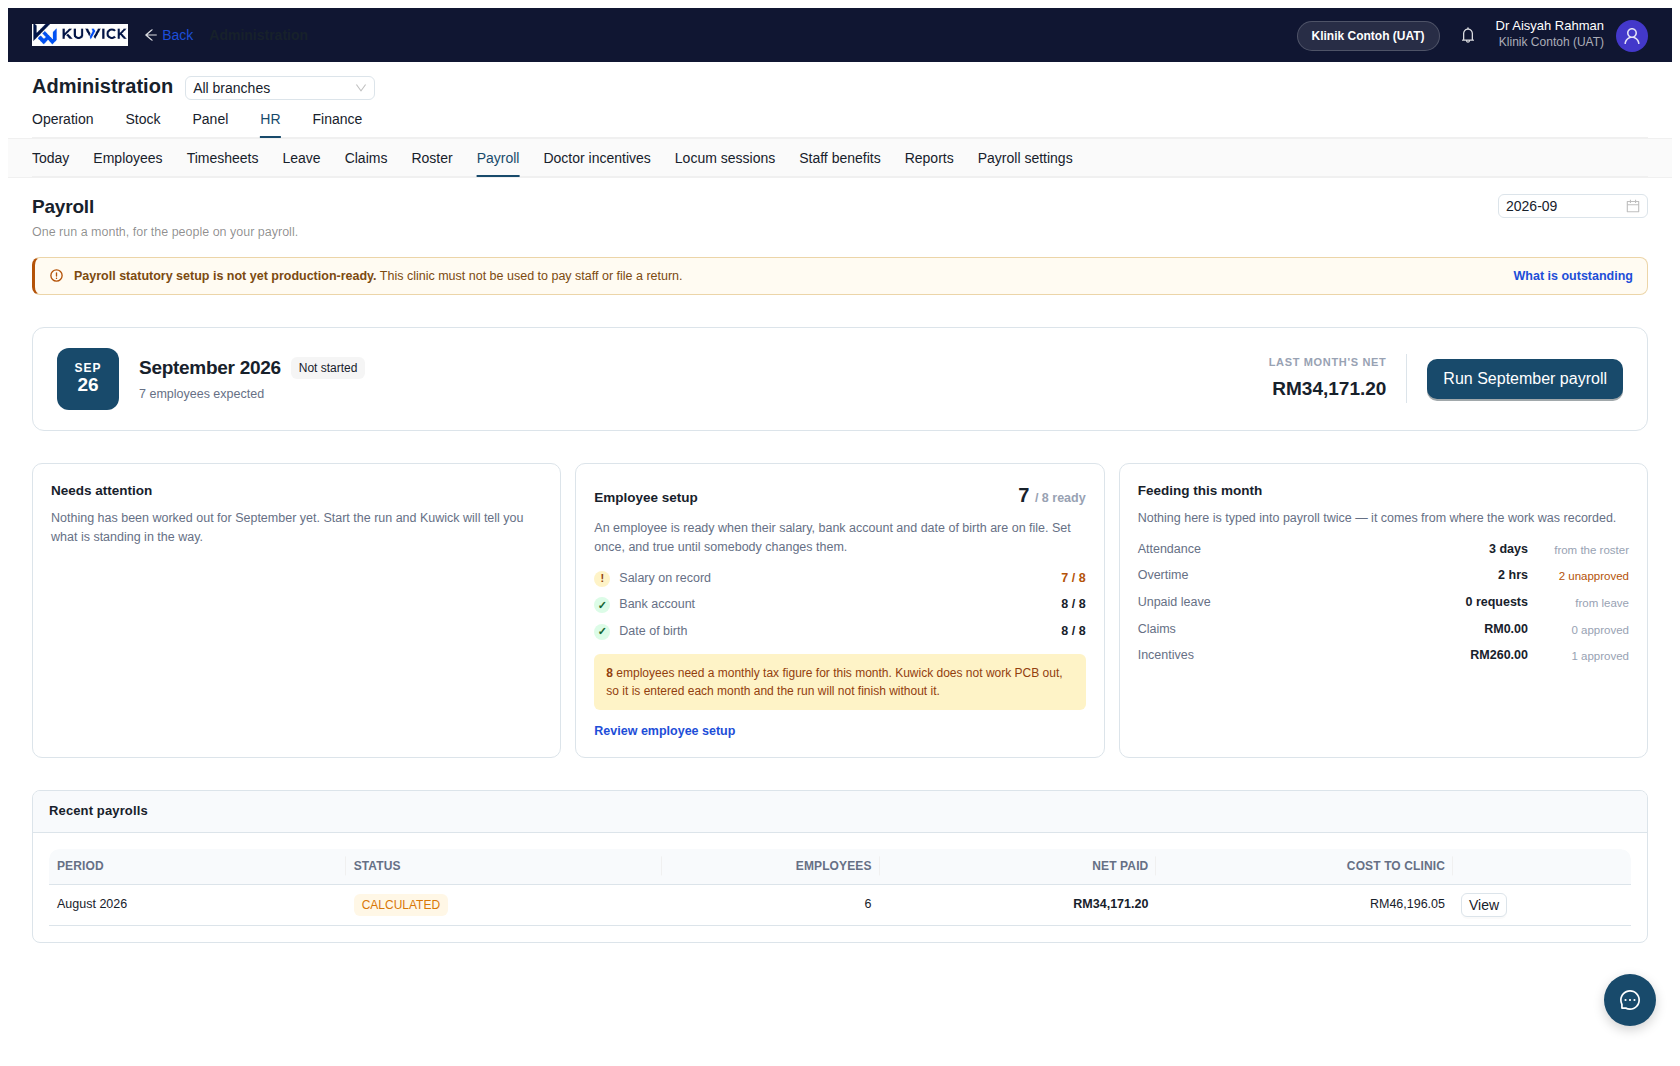 KUWICK
Back
Administration
Klinik Contoh (UAT)
Dr Aisyah Rahman
Klinik Contoh (UAT)
Administration
All branches
Operation
Stock
Panel
HR
Finance
Today
Employees
Timesheets
Leave
Claims
Roster
Payroll
Doctor incentives
Locum sessions
Staff benefits
Reports
Payroll settings
Payroll
2026-09
One run a month, for the people on your payroll.
Payroll statutory setup is not yet production-ready. This clinic must not be used to pay staff or file a return.
What is outstanding
SEP
26
September 2026
Not started
7 employees expected
LAST MONTH'S NET
RM34,171.20
Run September payroll
Needs attention
Nothing has been worked out for September yet. Start the run and Kuwick will tell you
what is standing in the way.
Employee setup
7 / 8 ready
An employee is ready when their salary, bank account and date of birth are on file. Set
once, and true until somebody changes them.
! Salary on record 7 / 8
✓ Bank account 8 / 8
✓ Date of birth 8 / 8
8 employees need a monthly tax figure for this month. Kuwick does not work PCB out,
so it is entered each month and the run will not finish without it.
Review employee setup
Feeding this month
Nothing here is typed into payroll twice — it comes from where the work was recorded.
Attendance 3 days from the roster
Overtime 2 hrs 2 unapproved
Unpaid leave 0 requests from leave
Claims RM0.00 0 approved
Incentives RM260.00 1 approved
Recent payrolls
PERIOD STATUS EMPLOYEES NET PAID COST TO CLINIC
August 2026 CALCULATED 6 RM34,171.20 RM46,196.05 View